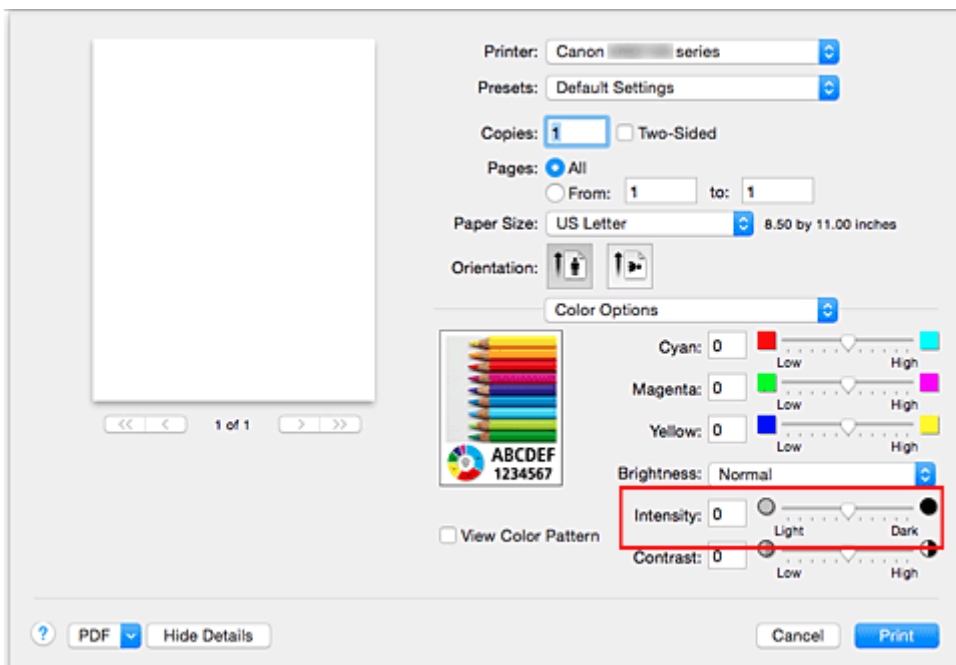 Printer: Canon series
Presets: Default Settings
Copies: 1 Two-Sided
Pages: All
From: 1 to: 1
Paper Size: US Letter 8.50 by 11.00 inches
Orientation:
Color Options
Cyan: 0
Low High
Magenta: 0
Low High
Yellow: 0
Low High
ABCDEF
1234567
Brightness: Normal
Intensity: 0
Light Dark
View Color Pattern
Contrast: 0
Low High
<< < 1 of 1 > >>
? PDF Hide Details Cancel Print